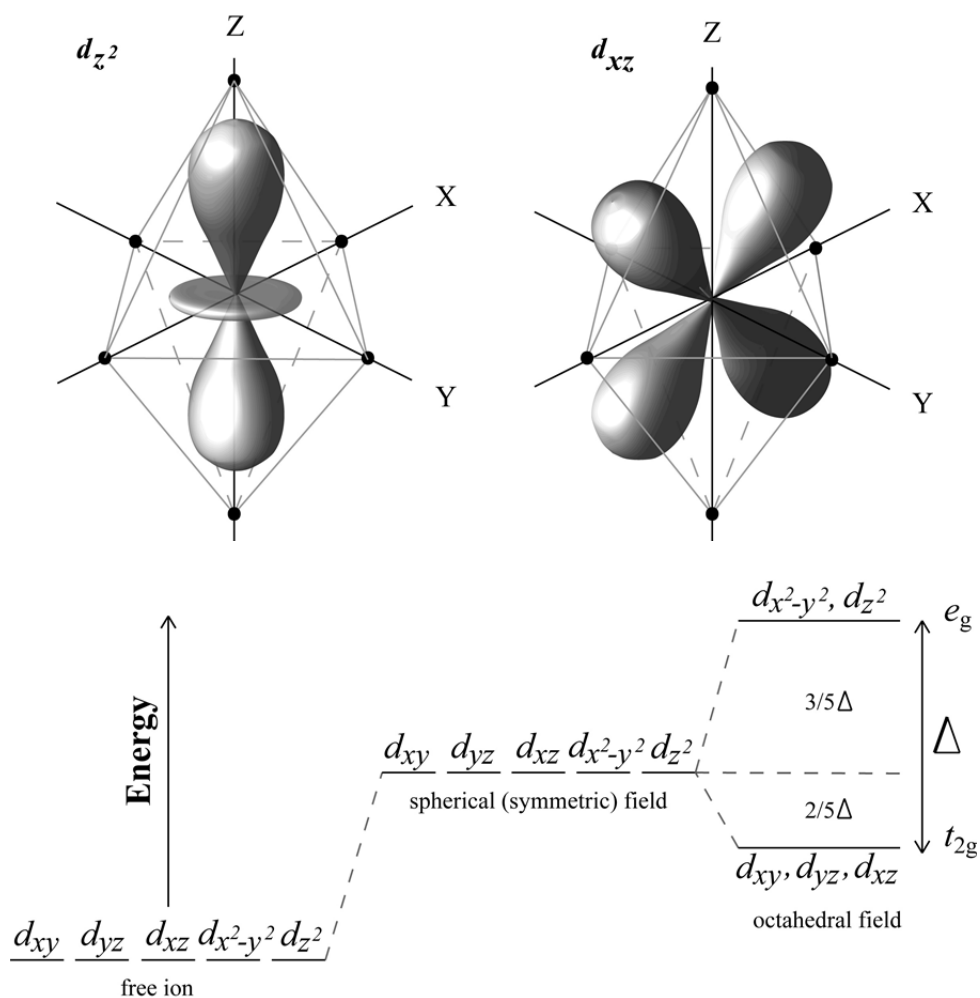 d_z²
Z
X
Y
d_xz
Z
X
Y
Energy
d_x²-y², d_z²
e_g
3/5Δ
Δ
d_xy d_yz d_xz d_x²-y² d_z²
spherical (symmetric) field
2/5Δ
t_2g
d_xy, d_yz, d_xz
octahedral field
d_xy d_yz d_xz d_x²-y² d_z²
free ion